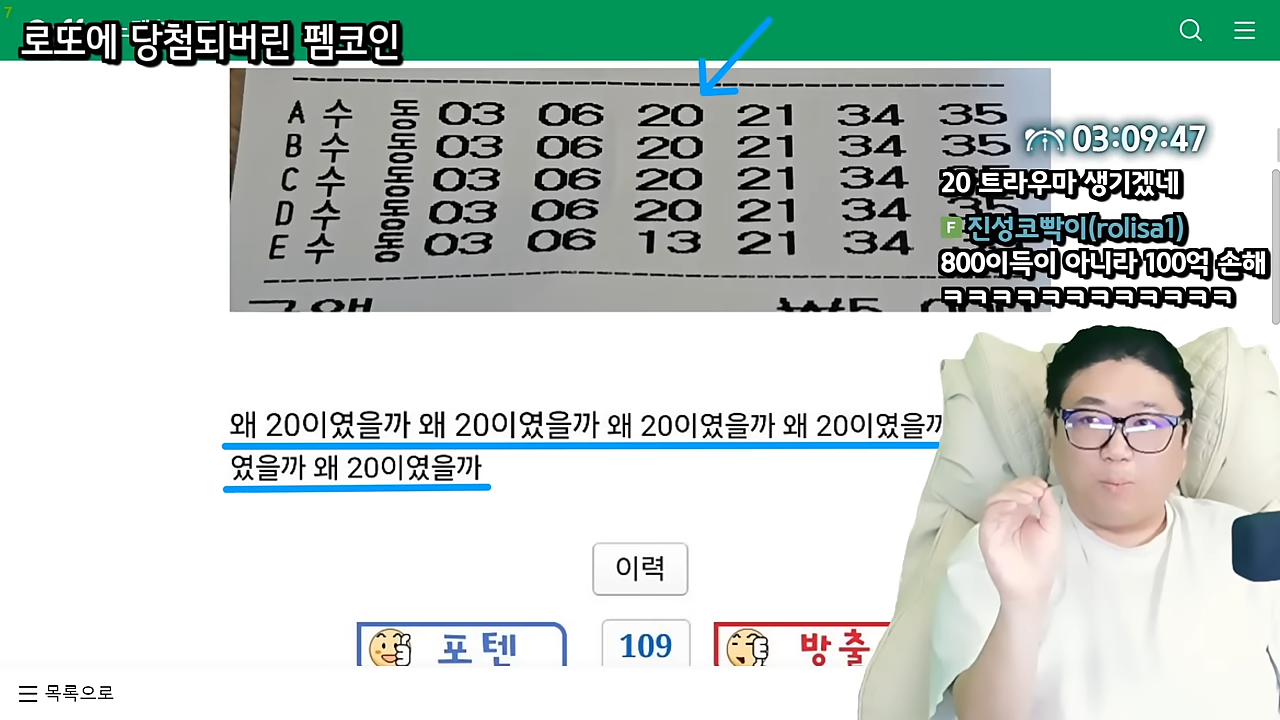 7
로또에 당첨되버린 펨코인
A 수 동 03 06 20 21 34 35
B 수 동 03 06 20 21 34 35
C 수 동 03 06 20 21 34
D 수 동 03 06 20 21 34
E 수 동 03 06 13 21 34
03:09:47
20 트라우마 생기겠네
F 진성코빡이(rolisa1)
800이득이 아니라 100억 손해
ㅋㅋㅋㅋㅋㅋㅋㅋㅋㅋㅋㅋ
왜 20이였을까 왜 20이였을까 왜 20이였을까 왜 20이였을까
였을까 왜 20이였을까
이력
포텐
109
방출
목록으로